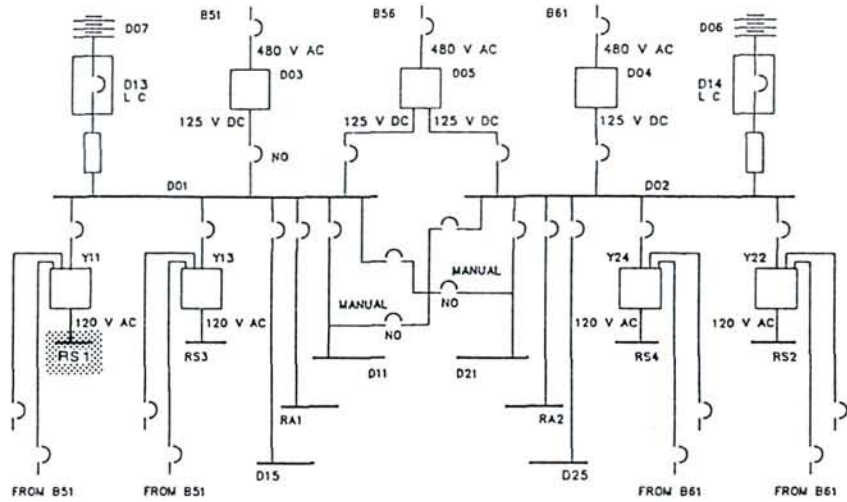 B51 B56 B61
D07 D06
480 V AC 480 V AC 480 V AC
D13 L C D03 D05 D04 D14 L C
125 V DC 125 V DC 125 V DC 125 V DC
NO
D01 D02
Y11 Y13 Y24 Y22
MANUAL
MANUAL NO
120 V AC 120 V AC 120 V AC 120 V AC
NO
RS1 RS3 RS4 RS2
D11 D21
RA1 RA2
D15 D25
FROM B51 FROM B51 FROM B61 FROM B61